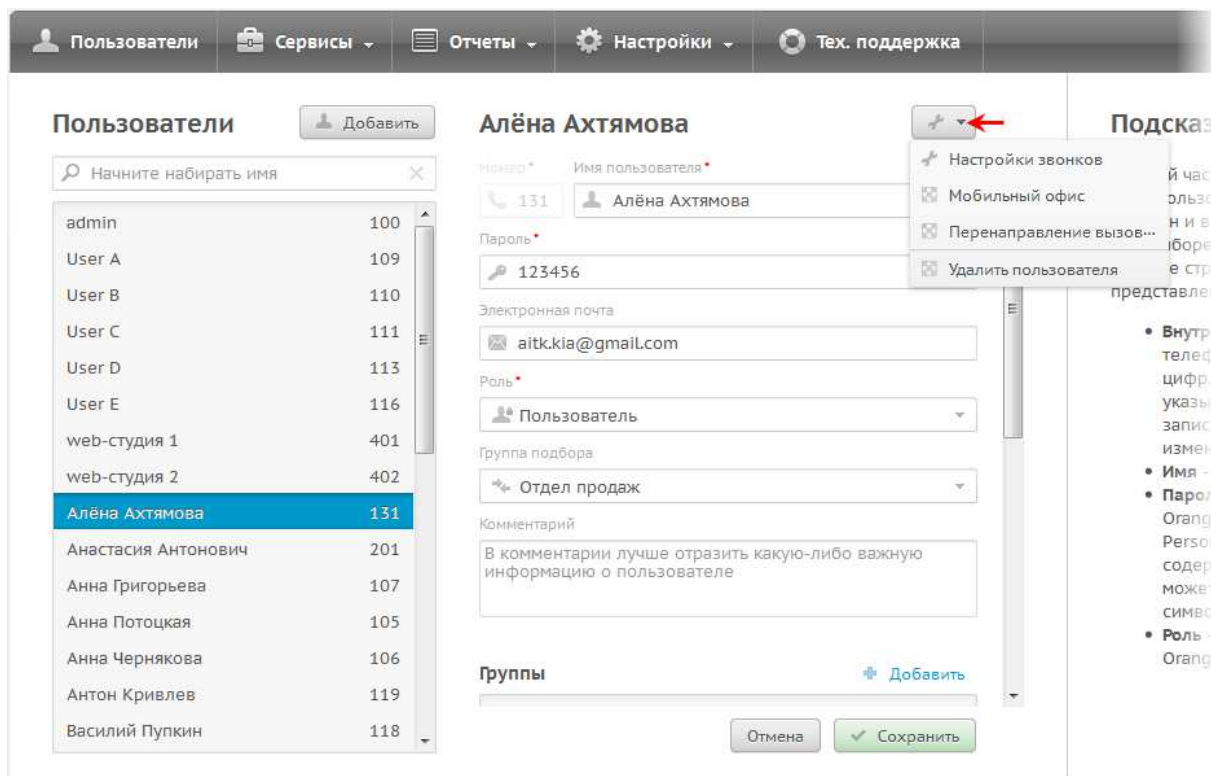 Пользователи
Сервисы
Отчеты
Настройки
Тех. поддержка
Пользователи
Добавить
Начните набирать имя
admin 100
User A 109
User B 110
User C 111
User D 113
User E 116
web-студия 1 401
web-студия 2 402
Алёна Ахтямова 131
Анастасия Антонович 201
Анна Григорьева 107
Анна Потоцкая 105
Анна Чернякова 106
Антон Кривлев 119
Василий Пупкин 118
Алёна Ахтямова
Номер* Имя пользователя*
131 Алёна Ахтямова
Пароль*
123456
Электронная почта
aitk.kia@gmail.com
Роль*
Пользователь
Группа подбора
Отдел продаж
Комментарий
В комментарии лучше отразить какую-либо важную
информацию о пользователе
Группы Добавить
Отмена Сохранить
Настройки звонков
Мобильный офис
Перенаправление вызов...
Удалить пользователя
• Имя -
• Роль -